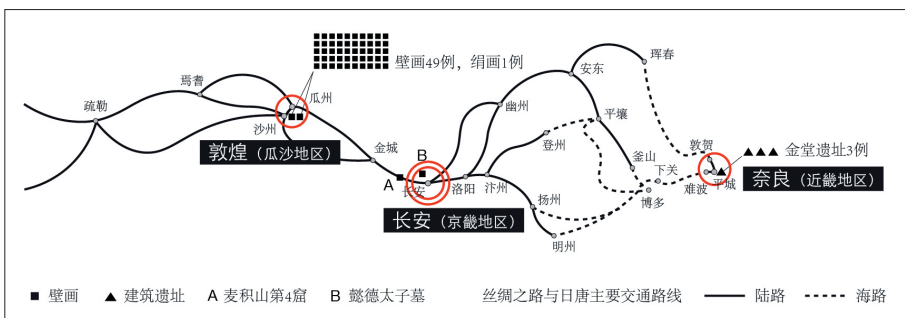 壁画49例，绢画1例
珲春
安东
焉耆
瓜州
疏勒
沙州
幽州
平壤
登州
敦煌（瓜沙地区）
金城
B
A
长安
洛阳
汴州
釜山
下关
敦贺
金堂遗址3例
难波
平城
奈良（近畿地区）
博多
扬州
长安（京畿地区）
明州
■ 壁画 ▲ 建筑遗址 A 麦积山第4窟 B 懿德太子墓 丝绸之路与日唐主要交通路线 陆路 海路